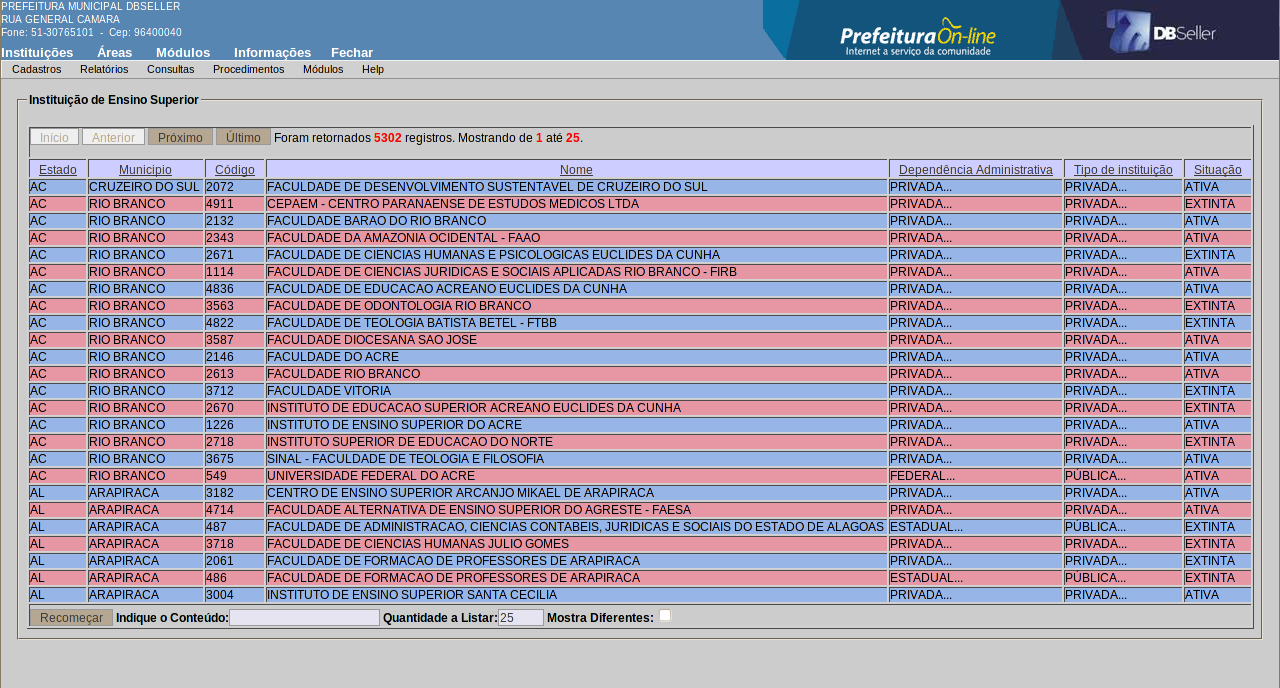 PREFEITURA MUNICIPAL DBSELLER
RUA GENERAL CAMARA
Fone: 51-30765101 - Cep: 96400040
Prefeitura On-line
Internet a serviço da comunidade
DBSeller
Instituições Áreas Módulos Informações Fechar
Cadastros Relatórios Consultas Procedimentos Módulos Help
Instituição de Ensino Superior
Início Anterior Próximo Último Foram retornados 5302 registros. Mostrando de 1 até 25.
Estado Municipio Código Nome Dependência Administrativa Tipo de instituição Situação
AC CRUZEIRO DO SUL 2072 FACULDADE DE DESENVOLVIMENTO SUSTENTAVEL DE CRUZEIRO DO SUL PRIVADA... PRIVADA... ATIVA
AC RIO BRANCO 4911 CEPAEM - CENTRO PARANAENSE DE ESTUDOS MEDICOS LTDA PRIVADA... PRIVADA... EXTINTA
AC RIO BRANCO 2132 FACULDADE BARAO DO RIO BRANCO PRIVADA... PRIVADA... ATIVA
AC RIO BRANCO 2343 FACULDADE DA AMAZONIA OCIDENTAL - FAAO PRIVADA... PRIVADA... ATIVA
AC RIO BRANCO 2671 FACULDADE DE CIENCIAS HUMANAS E PSICOLOGICAS EUCLIDES DA CUNHA PRIVADA... PRIVADA... EXTINTA
AC RIO BRANCO 1114 FACULDADE DE CIENCIAS JURIDICAS E SOCIAIS APLICADAS RIO BRANCO - FIRB PRIVADA... PRIVADA... ATIVA
AC RIO BRANCO 4836 FACULDADE DE EDUCACAO ACREANO EUCLIDES DA CUNHA PRIVADA... PRIVADA... ATIVA
AC RIO BRANCO 3563 FACULDADE DE ODONTOLOGIA RIO BRANCO PRIVADA... PRIVADA... EXTINTA
AC RIO BRANCO 4822 FACULDADE DE TEOLOGIA BATISTA BETEL - FTBB PRIVADA... PRIVADA... EXTINTA
AC RIO BRANCO 3587 FACULDADE DIOCESANA SAO JOSE PRIVADA... PRIVADA... ATIVA
AC RIO BRANCO 2146 FACULDADE DO ACRE PRIVADA... PRIVADA... ATIVA
AC RIO BRANCO 2613 FACULDADE RIO BRANCO PRIVADA... PRIVADA... ATIVA
AC RIO BRANCO 3712 FACULDADE VITORIA PRIVADA... PRIVADA... EXTINTA
AC RIO BRANCO 2670 INSTITUTO DE EDUCACAO SUPERIOR ACREANO EUCLIDES DA CUNHA PRIVADA... PRIVADA... EXTINTA
AC RIO BRANCO 1226 INSTITUTO DE ENSINO SUPERIOR DO ACRE PRIVADA... PRIVADA... ATIVA
AC RIO BRANCO 2718 INSTITUTO SUPERIOR DE EDUCACAO DO NORTE PRIVADA... PRIVADA... EXTINTA
AC RIO BRANCO 3675 SINAL - FACULDADE DE TEOLOGIA E FILOSOFIA PRIVADA... PRIVADA... ATIVA
AC RIO BRANCO 549 UNIVERSIDADE FEDERAL DO ACRE FEDERAL... PÚBLICA... ATIVA
AL ARAPIRACA 3182 CENTRO DE ENSINO SUPERIOR ARCANJO MIKAEL DE ARAPIRACA PRIVADA... PRIVADA... ATIVA
AL ARAPIRACA 4714 FACULDADE ALTERNATIVA DE ENSINO SUPERIOR DO AGRESTE - FAESA PRIVADA... PRIVADA... ATIVA
AL ARAPIRACA 487 FACULDADE DE ADMINISTRACAO, CIENCIAS CONTABEIS, JURIDICAS E SOCIAIS DO ESTADO DE ALAGOAS ESTADUAL... PÚBLICA... EXTINTA
AL ARAPIRACA 3718 FACULDADE DE CIENCIAS HUMANAS JULIO GOMES PRIVADA... PRIVADA... EXTINTA
AL ARAPIRACA 2061 FACULDADE DE FORMACAO DE PROFESSORES DE ARAPIRACA PRIVADA... PRIVADA... EXTINTA
AL ARAPIRACA 486 FACULDADE DE FORMACAO DE PROFESSORES DE ARAPIRACA ESTADUAL... PÚBLICA... EXTINTA
AL ARAPIRACA 3004 INSTITUTO DE ENSINO SUPERIOR SANTA CECILIA PRIVADA... PRIVADA... ATIVA
Recomeçar Indique o Conteúdo: Quantidade a Listar: 25 Mostra Diferentes: